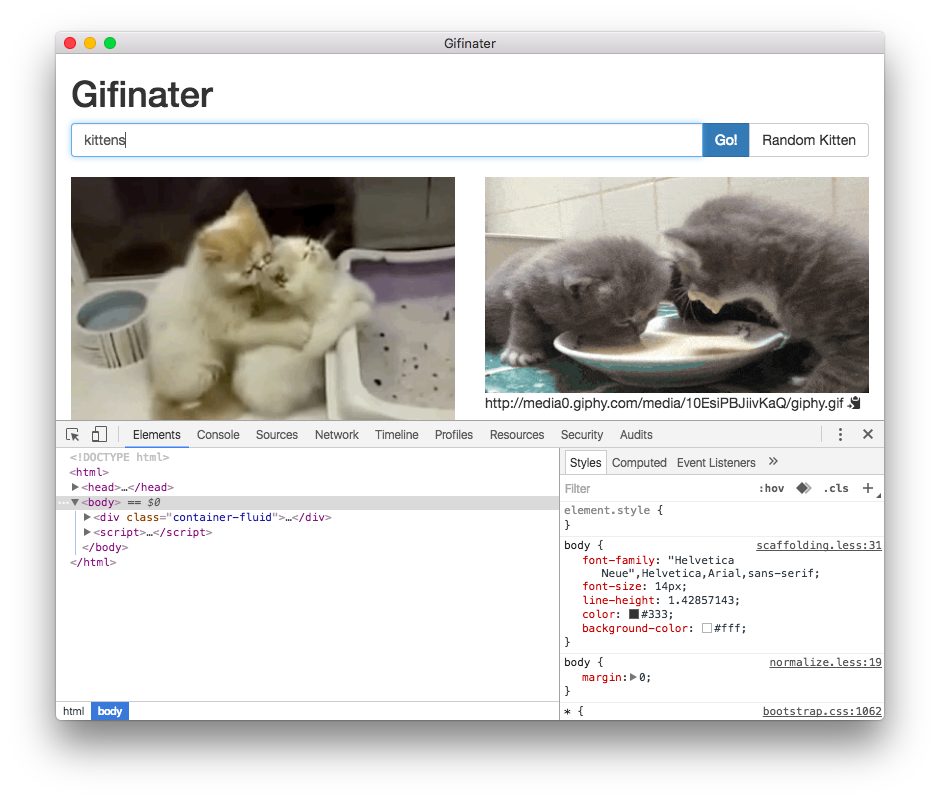 Gifinater
Gifinater
kittens Go! Random Kitten
http://media0.giphy.com/media/10EsiPBJiivKaQ/giphy.gif
Elements Console Sources Network Timeline Profiles Resources Security Audits
<!DOCTYPE html>
<html>
<head>…</head>
… <body> == $0
<div class="container-fluid">…</div>
<script>…</script>
</body>
</html>
html body
Styles Computed Event Listeners »
Filter :hov .cls +
element.style {
}
body { scaffolding.less:31
font-family: "Helvetica
Neue",Helvetica,Arial,sans-serif;
font-size: 14px;
line-height: 1.42857143;
color: #333;
background-color: #fff;
}
body { normalize.less:19
margin: 0;
}
* { bootstrap.css:1062